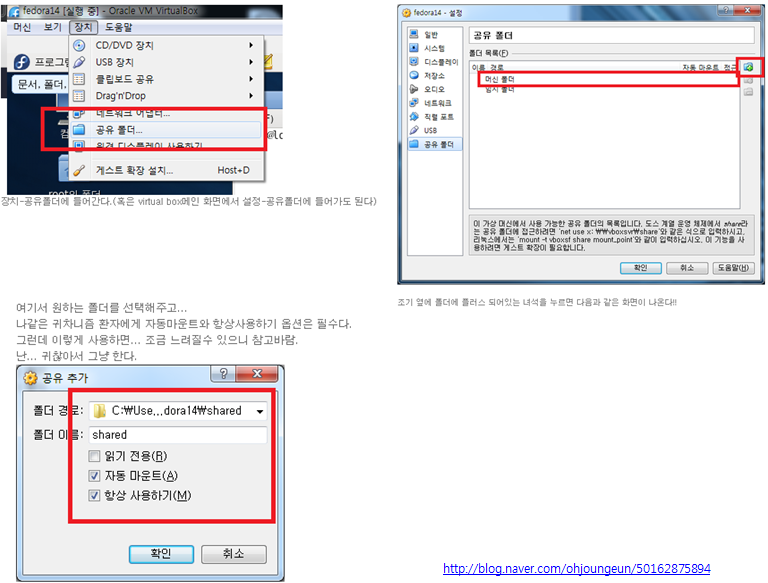 fedora14 [실행 중] - Oracle VM VirtualBox
머신 보기 장치 도움말
CD/DVD 장치
USB 장치
클립보드 공유
Drag'n'Drop
네트워크 어댑터...
공유 폴더...
원격 디스플레이 사용하기
게스트 확장 설치... Host+D
프로그
문서, 폴더,
컴
root의 폴더
장치-공유폴더에 들어간다.(혹은 virtual box메인 화면에서 설정-공유폴더에 들어가도 된다)
fedora14 - 설정
일반
시스템
디스플레이
저장소
오디오
네트워크
직렬 포트
USB
공유 폴더
공유 폴더
폴더 목록(F)
이름 경로 자동 마운트 접근
머신 폴더
임시 폴더
이 가상 머신에서 사용 가능한 공유 폴더의 목록입니다. 도스 계열 운영 체제에서 share라
는 공유 폴더에 접근하려면 'net use x: ₩₩vboxsvr₩share'와 같은 식으로 입력하시고,
리눅스에서는 'mount -t vboxsf share mount_point'와 같이 입력하십시오. 이 기능을 사
용하려면 게스트 확장이 필요합니다.
확인 취소 도움말(H)
조기 옆에 폴더에 플러스 되어있는 녀석을 누르면 다음과 같은 화면이 나온다!!
여기서 원하는 폴더를 선택해주고...
나같은 귀차니즘 환자에게 자동마운트와 항상사용하기 옵션은 필수다.
그런데 이렇게 사용하면... 조금 느려질수 있으니 참고바람.
난... 귀찮아서 그냥 한다.
공유 추가
폴더 경로: C:₩Use...dora14₩shared
폴더 이름: shared
읽기 전용(R)
자동 마운트(A)
항상 사용하기(M)
확인 취소
http://blog.naver.com/ohjoungeun/50162875894